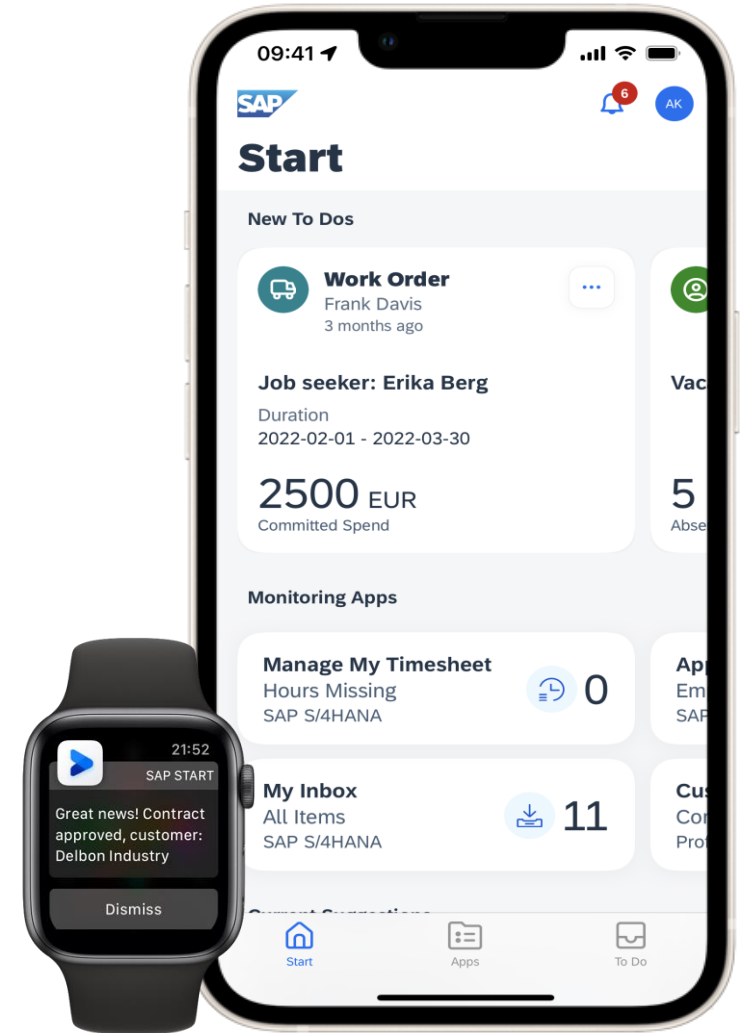 09:41
SAP
6
AK
Start
New To Dos
Work Order
Frank Davis
3 months ago
Job seeker: Erika Berg
Duration
2022-02-01 - 2022-03-30
2500 EUR
Committed Spend
Vac
5
Abse
Monitoring Apps
Manage My Timesheet
Hours Missing
SAP S/4HANA
0
App
Em
SAP
My Inbox
All Items
SAP S/4HANA
11
Cus
Con
Prof
Current Suggestions
Start
Apps
To Do
21:52
SAP START
Great news! Contract
approved, customer:
Delbon Industry
Dismiss